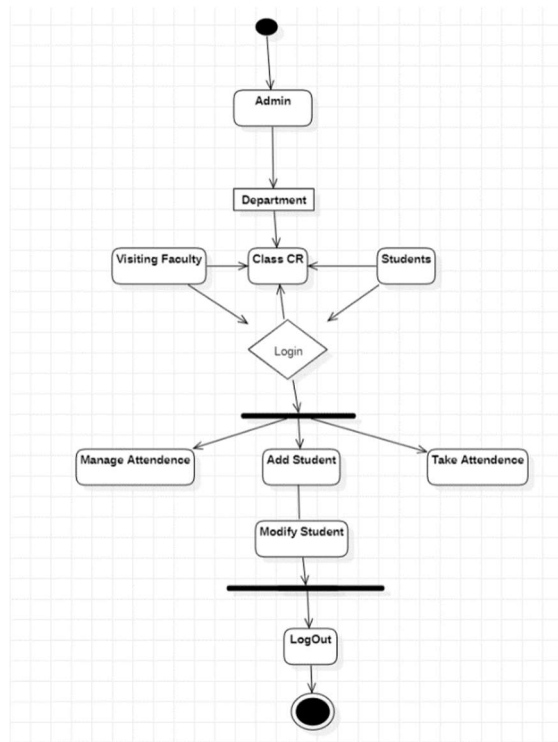 Admin
Department
Visiting Faculty
Class CR
Students
Login
Manage Attendence
Add Student
Take Attendence
Modify Student
LogOut